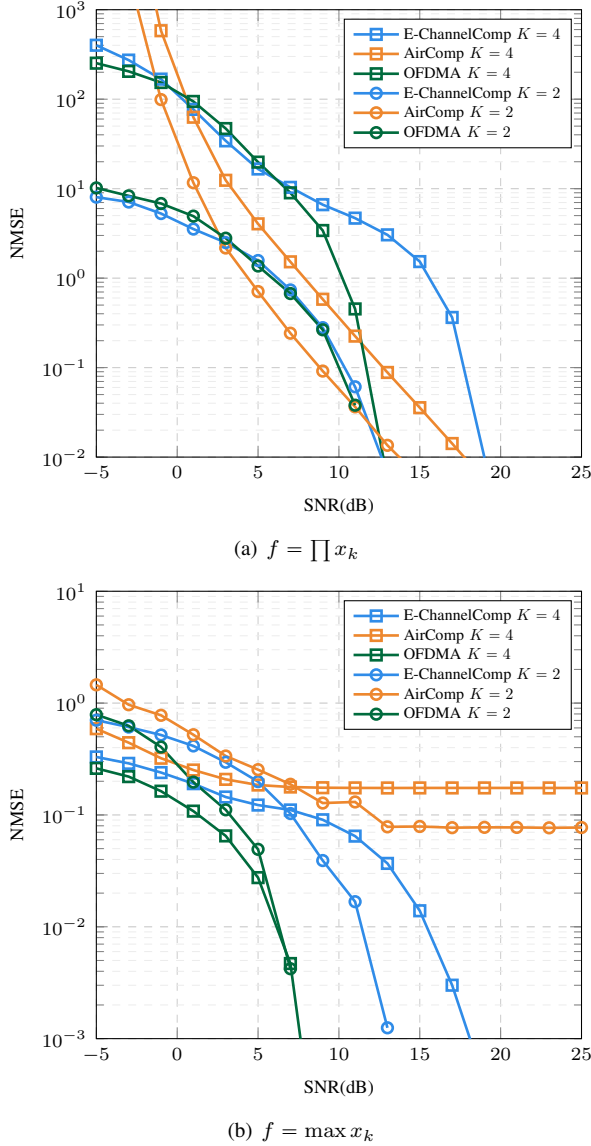 10^3
10^2
10^1
10^0
10^{-1}
10^{-2}
NMSE
E-ChannelComp K = 4
AirComp K = 4
OFDMA K = 4
E-ChannelComp K = 2
AirComp K = 2
OFDMA K = 2
−5 0 5 10 15 20 25
SNR(dB)
(a) f = ∏ x_k
10^1
10^0
10^{-1}
10^{-2}
10^{-3}
NMSE
E-ChannelComp K = 4
AirComp K = 4
OFDMA K = 4
E-ChannelComp K = 2
AirComp K = 2
OFDMA K = 2
−5 0 5 10 15 20 25
SNR(dB)
(b) f = max x_k